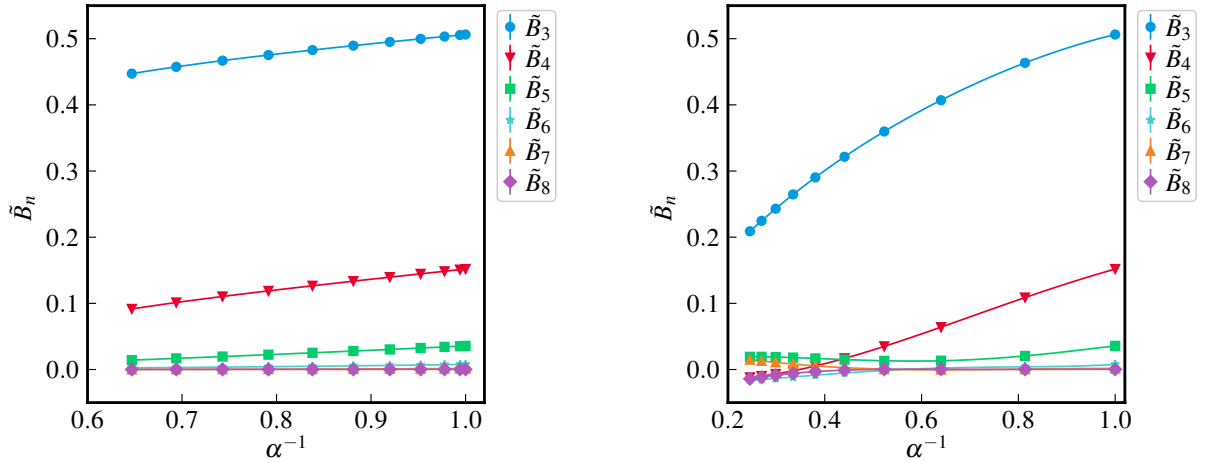 0.5
0.4
0.3
0.2
0.1
0.0
B̃ₙ
0.6
0.7
0.8
0.9
1.0
α⁻¹
B̃₃
B̃₄
B̃₅
B̃₆
B̃₇
B̃₈
0.5
0.4
0.3
0.2
0.1
0.0
B̃ₙ
0.2
0.4
0.6
0.8
1.0
α⁻¹
B̃₃
B̃₄
B̃₅
B̃₆
B̃₇
B̃₈